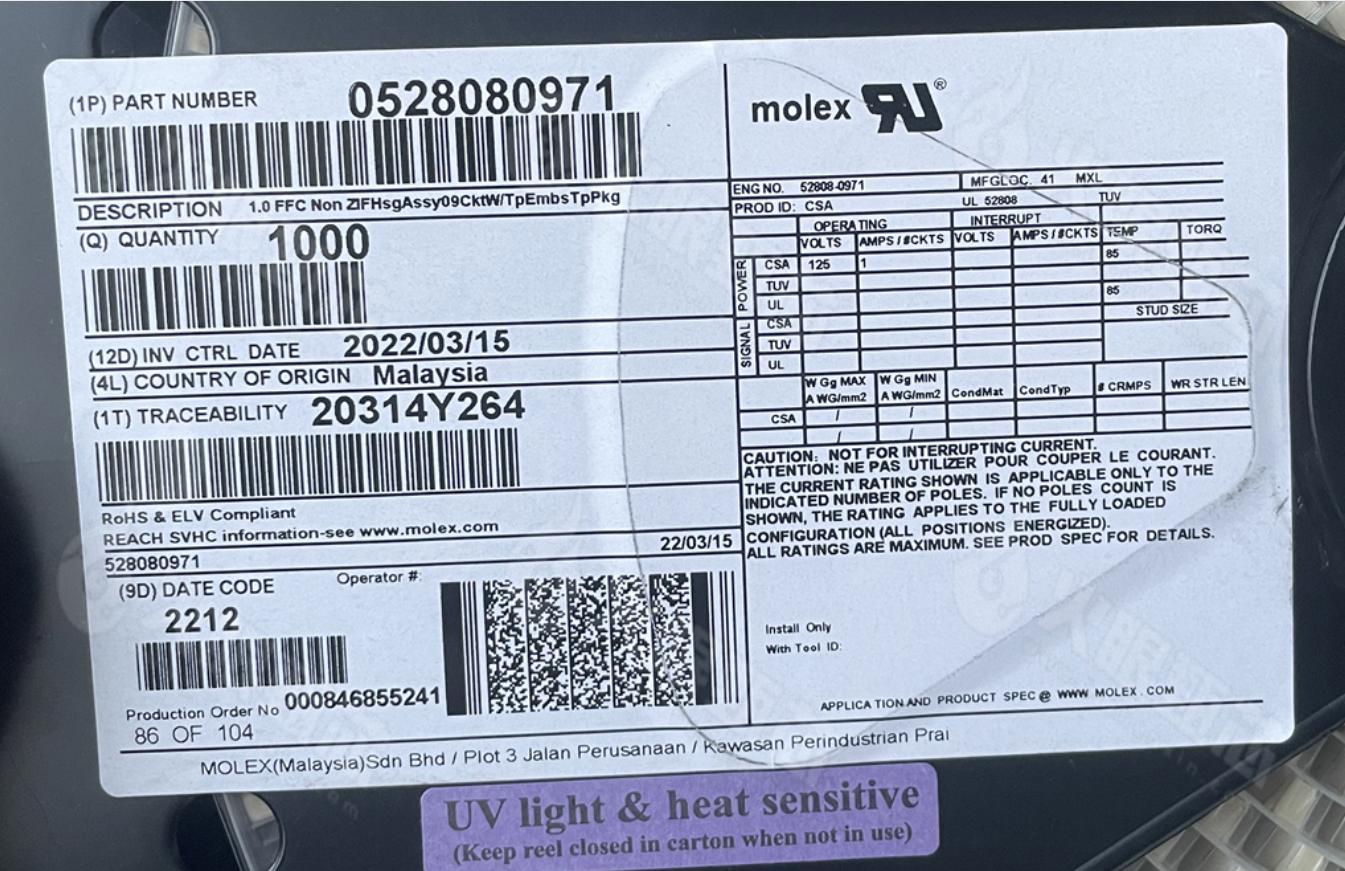 (1P) PART NUMBER 0528080971
DESCRIPTION 1.0 FFC Non ZIFHsgAssy09CktW/TpEmbsTpPkg
(Q) QUANTITY 1000
(12D) INV CTRL DATE 2022/03/15
(4L) COUNTRY OF ORIGIN Malaysia
(1T) TRACEABILITY 20314Y264
RoHS & ELV Compliant
REACH SVHC information-see www.molex.com
22/03/15
528080971
(9D) DATE CODE Operator #:
2212
Production Order No 000846855241
86 OF 104
molex RU ®
ENG NO. 52808-0971 MFGLOC. 41 MXL
PROD ID: CSA UL 52808 TUV
OPERATING INTERRUPT
VOLTS AMPS/#CKTS VOLTS AMPS/#CKTS TEMP TORQ
POWER
CSA 125 1 85
TUV
UL 85
STUD SIZE
SIGNAL
CSA
TUV
UL
W Gg MAX W Gg MIN
A WG/mm2 A WG/mm2 CondMat CondTyp # CRMPS WR STR LEN
CSA / /
/ /
CAUTION: NOT FOR INTERRUPTING CURRENT.
ATTENTION: NE PAS UTILIZER POUR COUPER LE COURANT.
THE CURRENT RATING SHOWN IS APPLICABLE ONLY TO THE
INDICATED NUMBER OF POLES. IF NO POLES COUNT IS
SHOWN, THE RATING APPLIES TO THE FULLY LOADED
CONFIGURATION (ALL POSITIONS ENERGIZED).
ALL RATINGS ARE MAXIMUM. SEE PROD SPEC FOR DETAILS.
Install Only
With Tool ID:
APPLICA TION AND PRODUCT SPEC @ WWW MOLEX.COM
MOLEX(Malaysia)Sdn Bhd / Plot 3 Jalan Perusanaan / Kawasan Perindustrian Prai
UV light & heat sensitive
(Keep reel closed in carton when not in use)